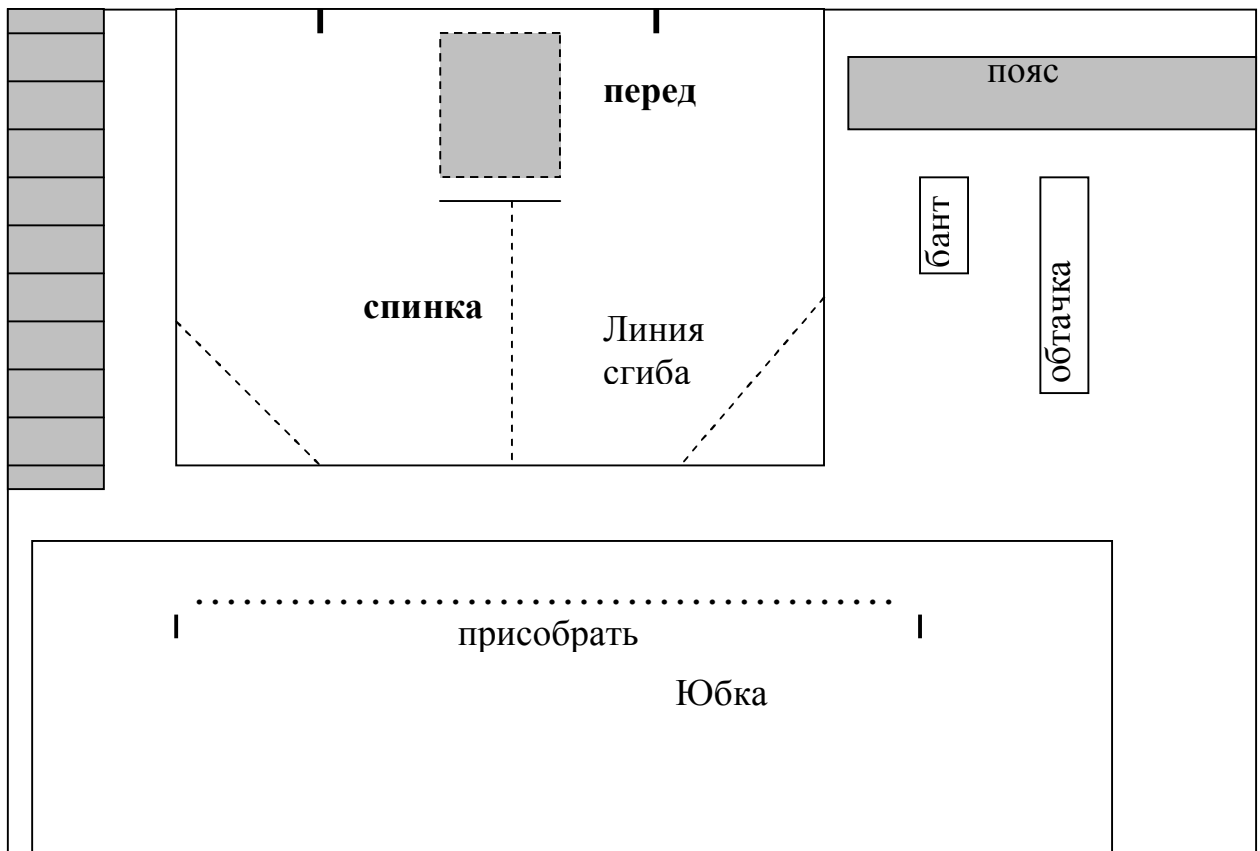 пояс
перед
бант
обтачка
спинка
Линия
сгиба
присобрать
Юбка